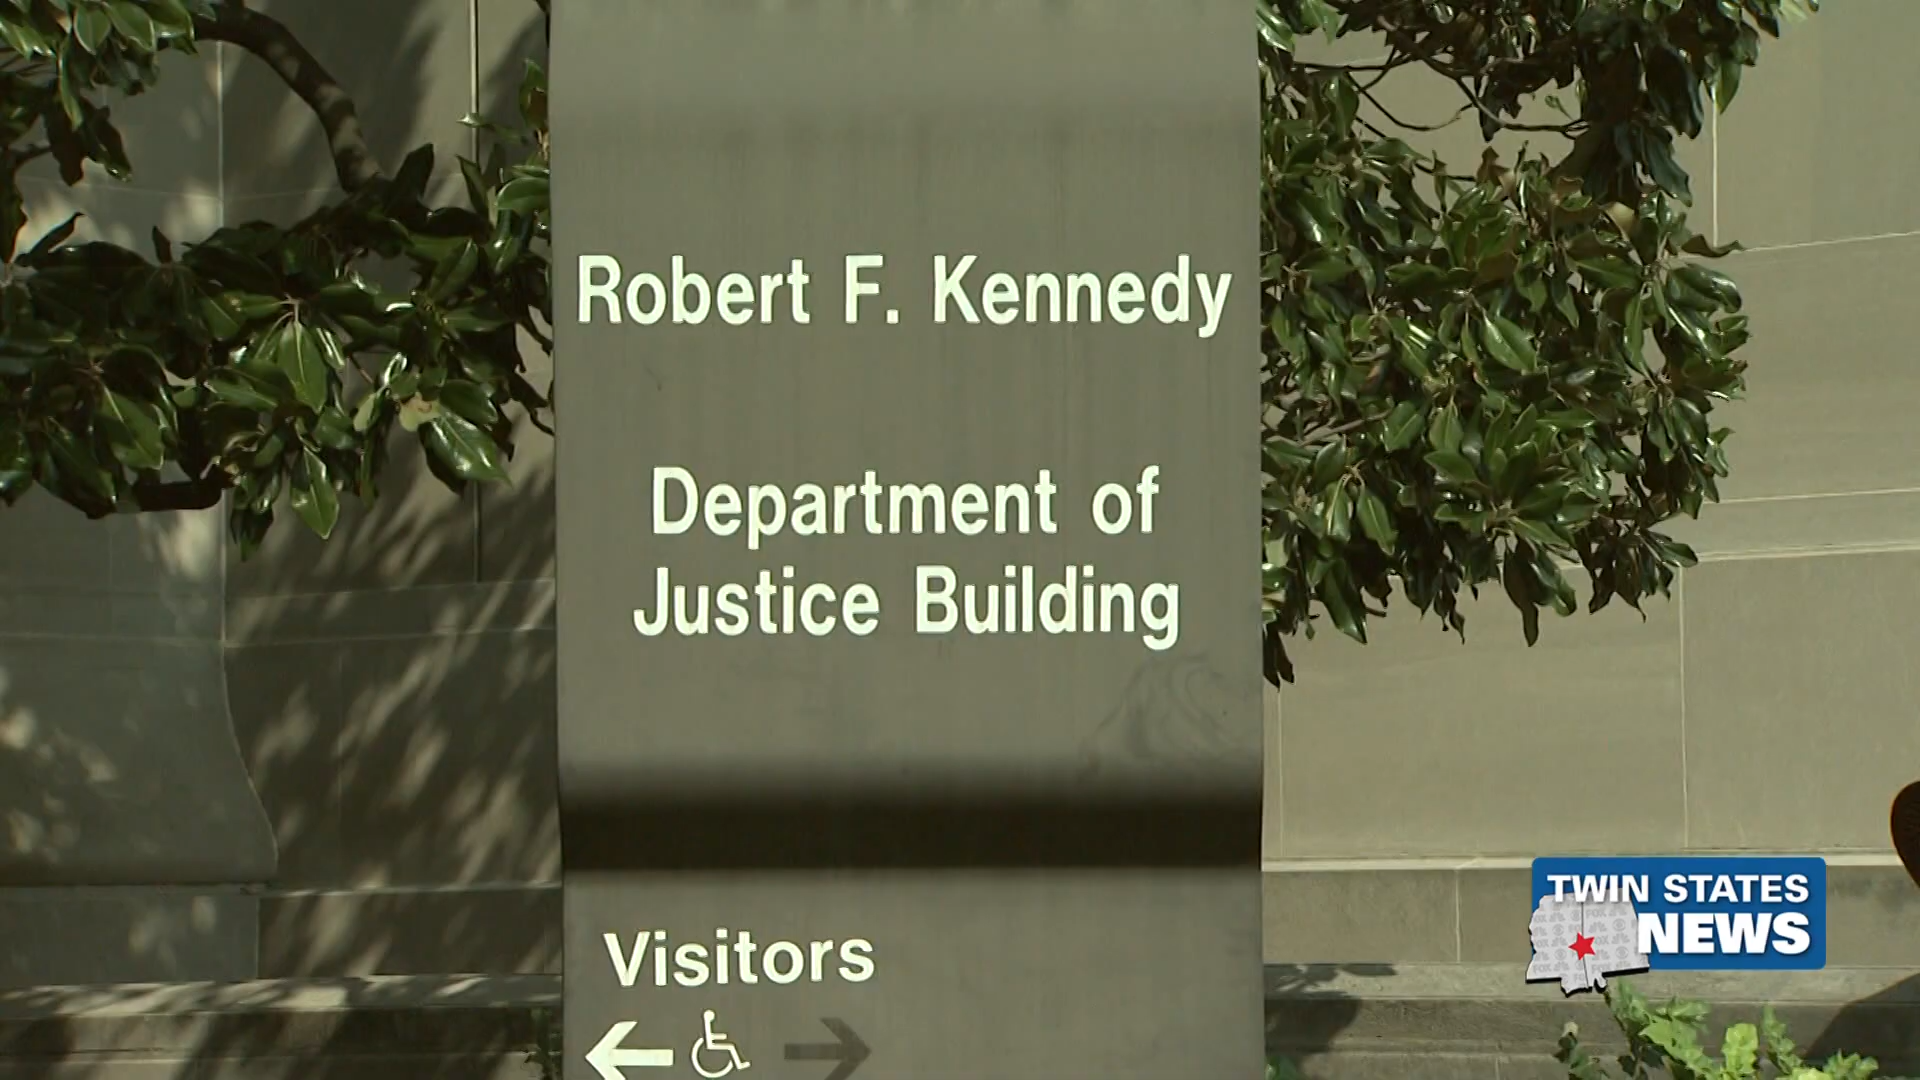 Robert F. Kennedy
Department of
Justice Building
Visitors
TWIN STATES
NEWS